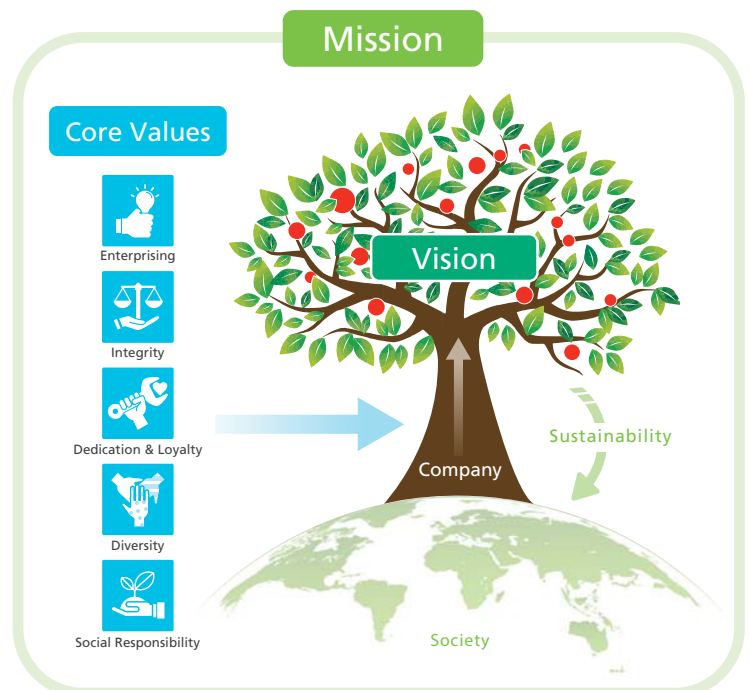 Mission
Core Values
Enterprising
Integrity
Dedication & Loyalty
Diversity
Social Responsibility
Vision
Company
Sustainability
Society